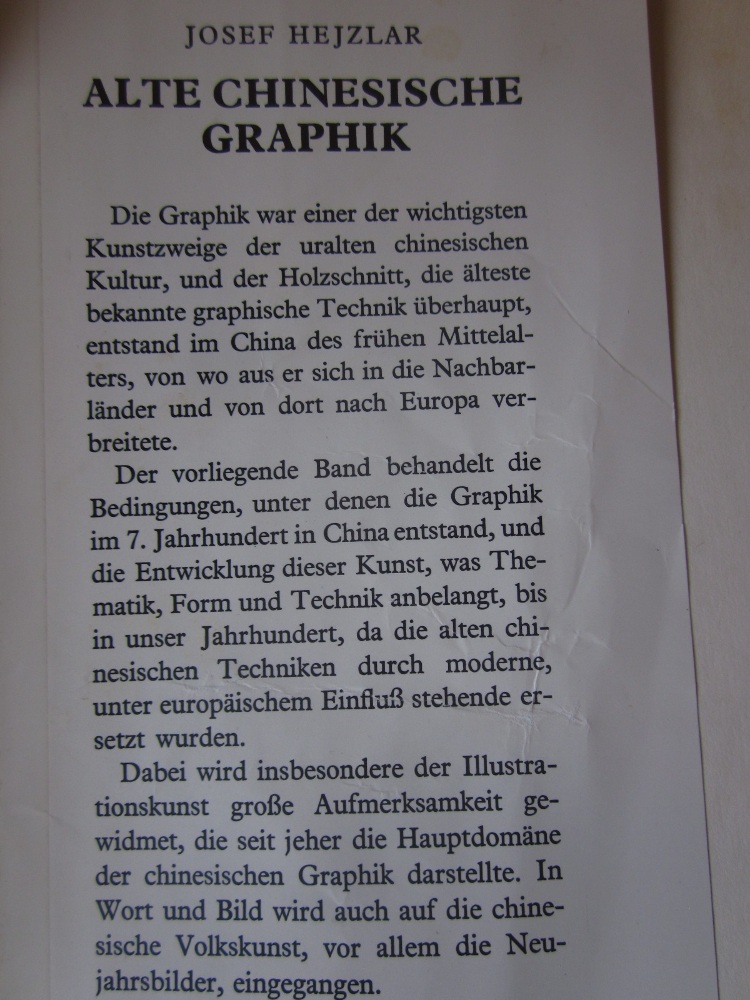 JOSEF HEJZLAR
ALTE CHINESISCHE
GRAPHIK
Die Graphik war einer der wichtigsten
Kunstzweige der uralten chinesischen
Kultur, und der Holzschnitt, die älteste
bekannte graphische Technik überhaupt,
entstand im China des frühen Mittelal-
ters, von wo aus er sich in die Nachbar-
länder und von dort nach Europa ver-
breitete.
Der vorliegende Band behandelt die
Bedingungen, unter denen die Graphik
im 7. Jahrhundert in China entstand, und
die Entwicklung dieser Kunst, was The-
matik, Form und Technik anbelangt, bis
in unser Jahrhundert, da die alten chi-
nesischen Techniken durch moderne,
unter europäischem Einfluß stehende er-
setzt wurden.
Dabei wird insbesondere der Illustra-
tionskunst große Aufmerksamkeit ge-
widmet, die seit jeher die Hauptdomäne
der chinesischen Graphik darstellte. In
Wort und Bild wird auch auf die chine-
sische Volkskunst, vor allem die Neu-
jahrsbilder, eingegangen.